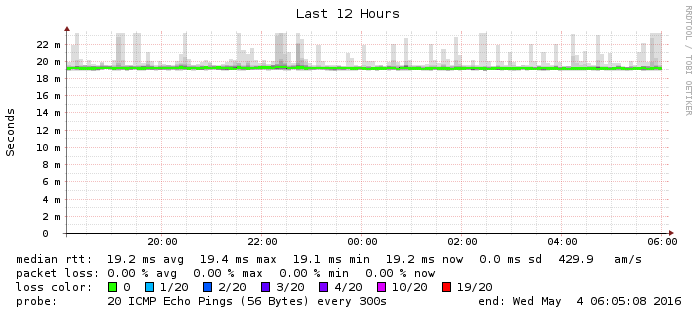 Last 12 Hours
RRDTOOL / TOBI OETIKER
Seconds
22 m
20 m
18 m
16 m
14 m
12 m
10 m
8 m
6 m
4 m
2 m
0
20:00 22:00 00:00 02:00 04:00 06:00
median rtt: 19.2 ms avg 19.4 ms max 19.1 ms min 19.2 ms now 0.0 ms sd 429.9 am/s
packet loss: 0.00 % avg 0.00 % max 0.00 % min 0.00 % now
loss color: 0 1/20 2/20 3/20 4/20 10/20 19/20
probe: 20 ICMP Echo Pings (56 Bytes) every 300s end: Wed May 4 06:05:08 2016